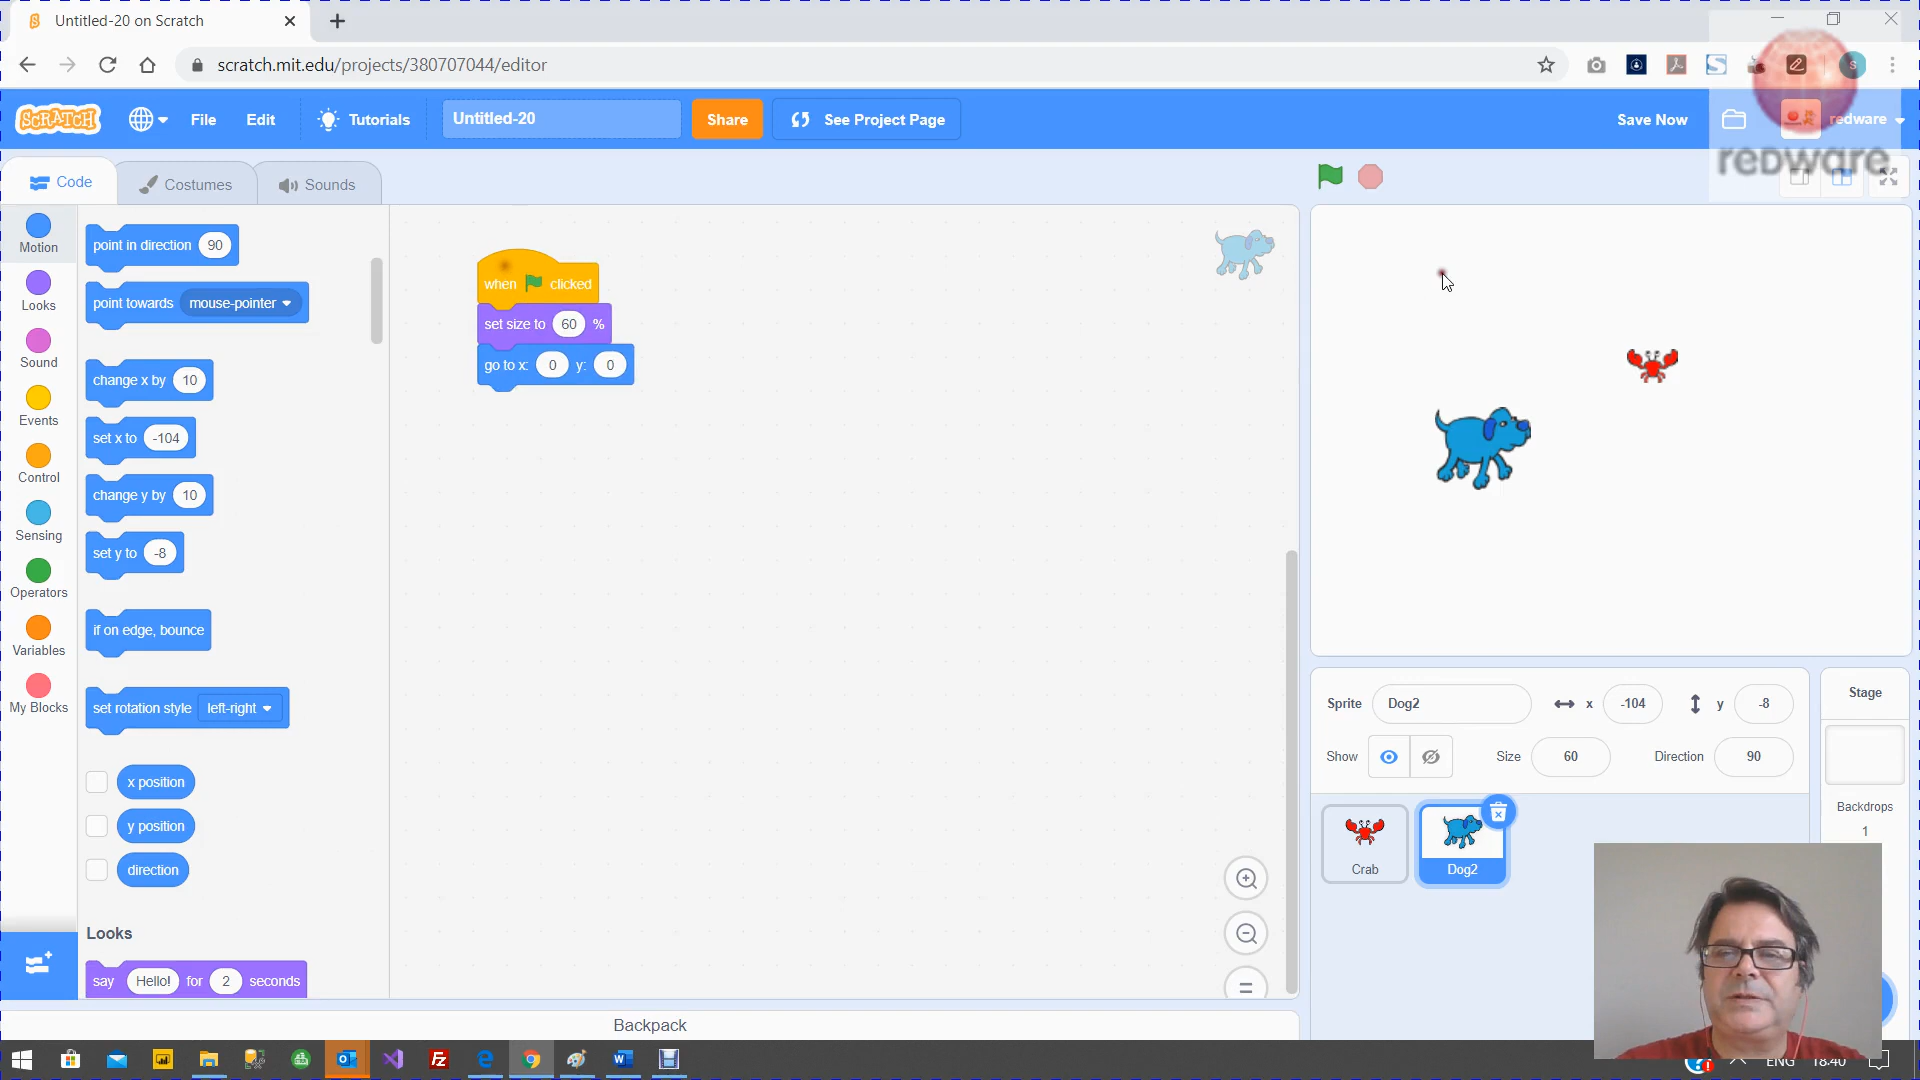 Untitled-20 on Scratch
scratch.mit.edu/projects/380707044/editor
S
SCRATCH
File
Edit
Tutorials
Untitled-20
Share
See Project Page
Save Now
redware
redware
Code
Costumes
Sounds
Motion
Looks
Sound
Events
Control
Sensing
Operators
Variables
My Blocks
point in direction 90
point towards mouse-pointer
change x by 10
set x to -104
change y by 10
set y to -8
if on edge, bounce
set rotation style left-right
x position
y position
direction
Looks
say Hello! for 2 seconds
when clicked
set size to 60 %
go to x: 0 y: 0
Sprite Dog2 x -104 y -8
Show Size 60 Direction 90
Crab
Dog2
Stage
Backdrops
1
Backpack
ENG 18:40